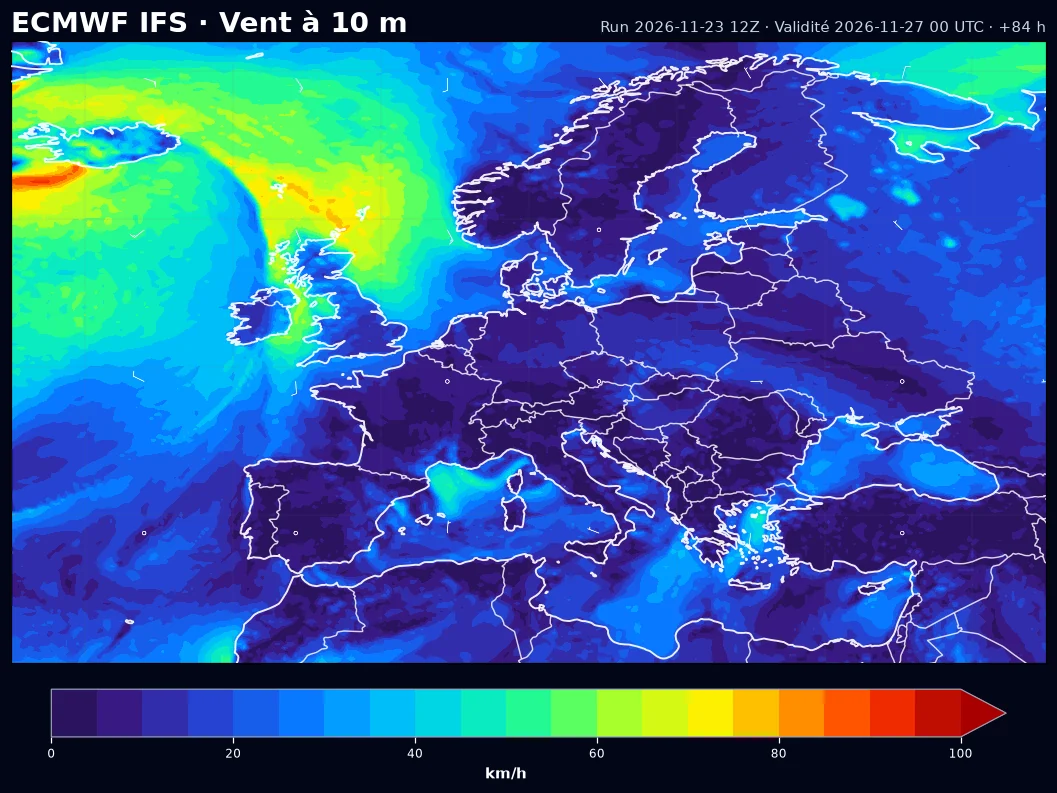 ECMWF IFS · Vent à 10 m
Run 2026-11-23 12Z · Validité 2026-11-27 00 UTC · +84 h
0 20 40 60 80 100
km/h